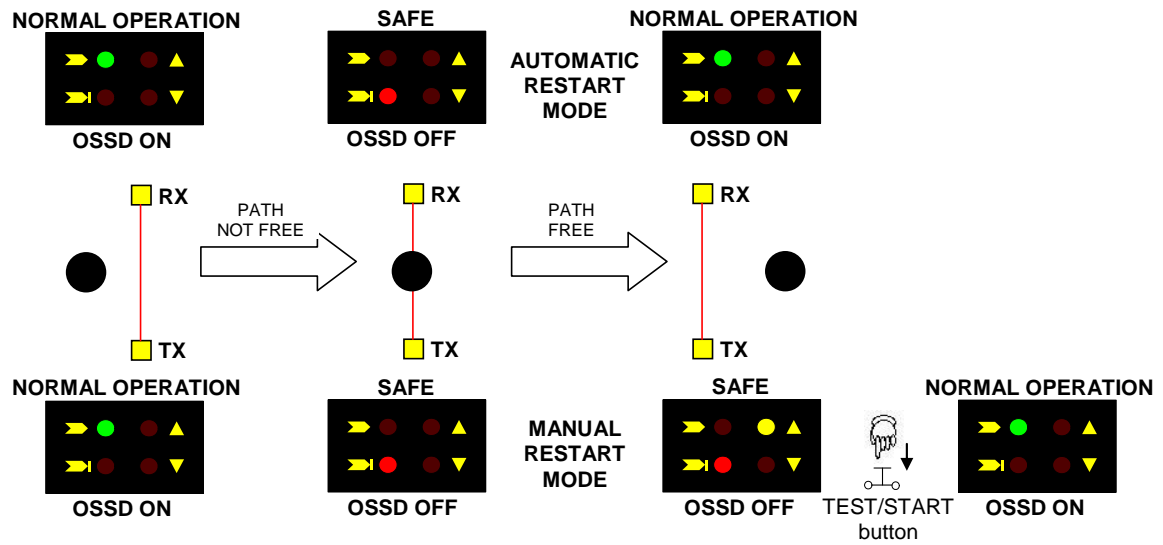 NORMAL OPERATION
SAFE
NORMAL OPERATION
AUTOMATIC
RESTART
MODE
OSSD ON
OSSD OFF
OSSD ON
RX
RX
RX
PATH
NOT FREE
PATH
FREE
TX
TX
TX
NORMAL OPERATION
SAFE
SAFE
NORMAL OPERATION
MANUAL
RESTART
MODE
OSSD ON
OSSD OFF
OSSD OFF
TEST/START
button
OSSD ON